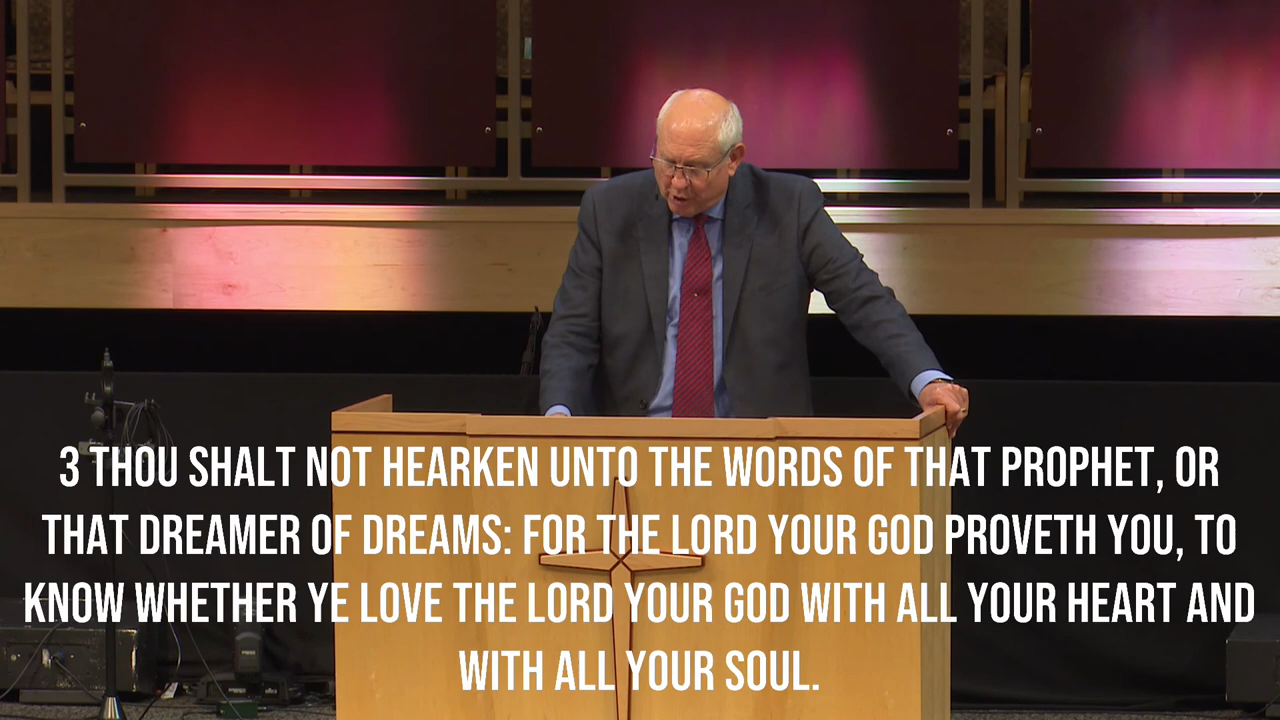 3 THOU SHALT NOT HEARKEN UNTO THE WORDS OF THAT PROPHET, OR
THAT DREAMER OF DREAMS: FOR THE LORD YOUR GOD PROVETH YOU, TO
KNOW WHETHER YE LOVE THE LORD YOUR GOD WITH ALL YOUR HEART AND
WITH ALL YOUR SOUL.